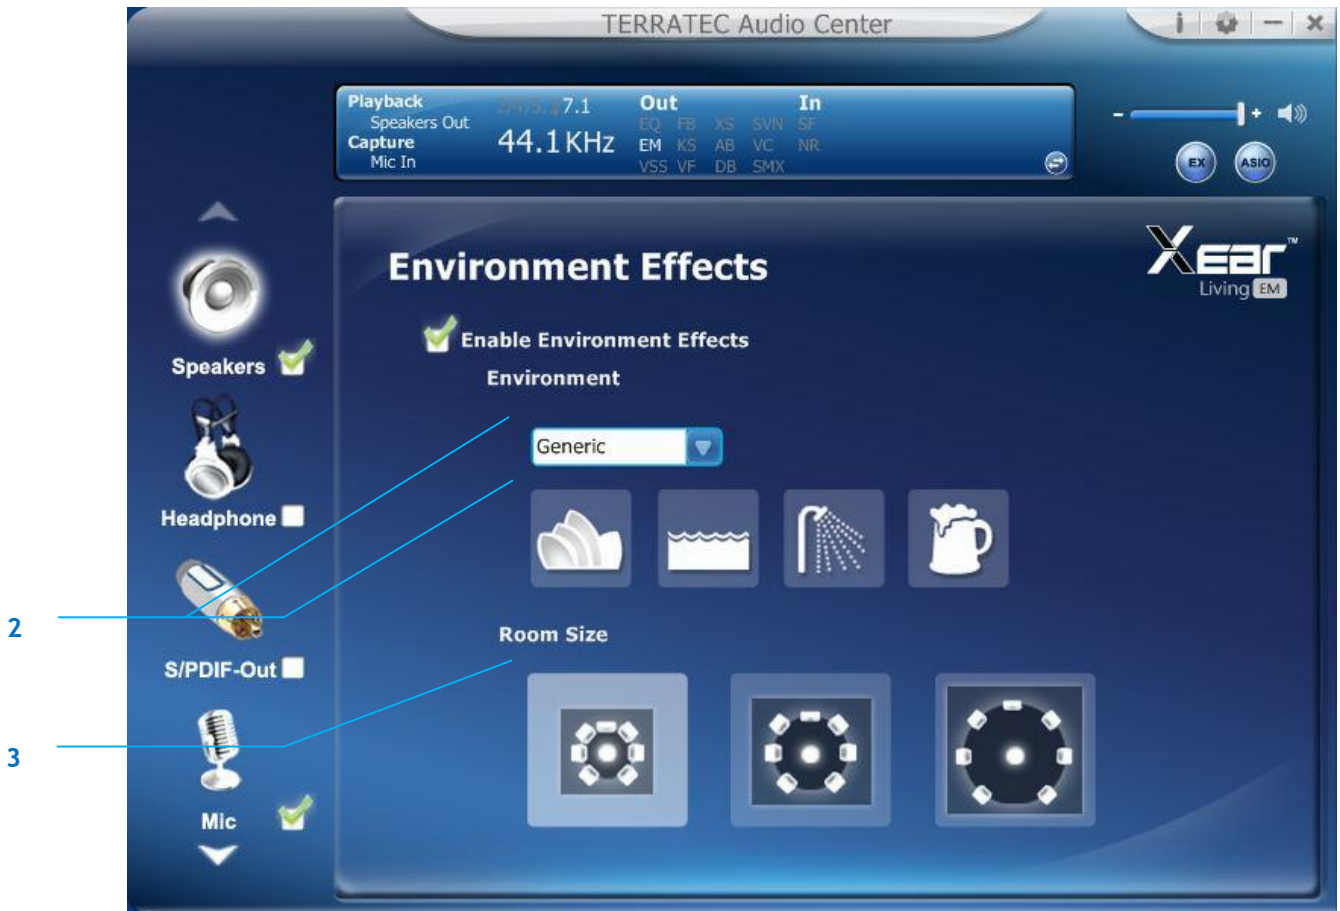 TERRATEC Audio Center
i
Playback 7.1 Out In
Speakers Out EQ FB XS SVN SF
Capture 44.1 KHz EM KS AB VC NR
Mic In VSS VF DB SMX
- +
EX ASIO
Environment Effects
Xear™
Living EM
Enable Environment Effects
Speakers
Environment
Generic
Headphone
2
Room Size
S/PDIF-Out
3
Mic